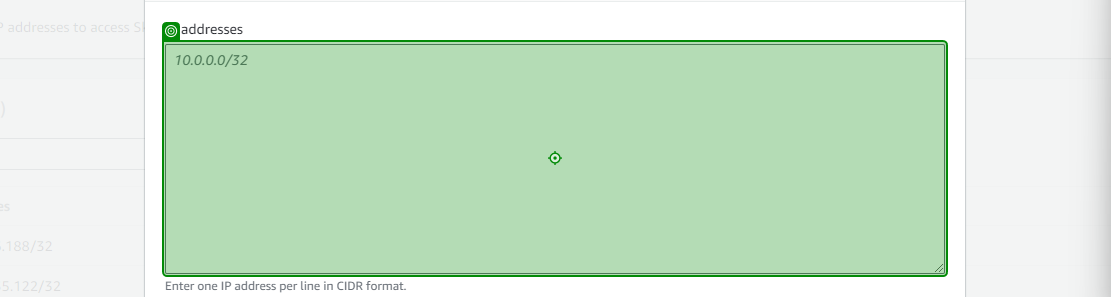 P addresses to access S
addresses
10.0.0.0/32
)
es
.188/32
5.122/32
Enter one IP address per line in CIDR format.